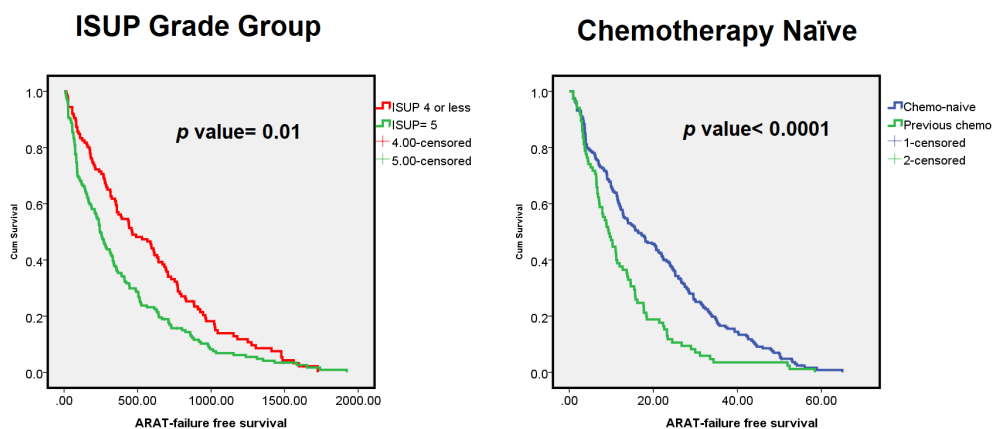 ISUP Grade Group
p value= 0.01
1.0
0.8
0.6
0.4
0.2
0.0
Cum Survival
.00 500.00 1000.00 1500.00 2000.00
ARAT-failure free survival
ISUP 4 or less
ISUP= 5
4.00-censored
5.00-censored
Chemotherapy Naïve
p value< 0.0001
1.0
0.8
0.6
0.4
0.2
0.0
Cum Survival
.00 20.00 40.00 60.00
ARAT-failure free survival
Chemo-naive
Previous chemo
1-censored
2-censored